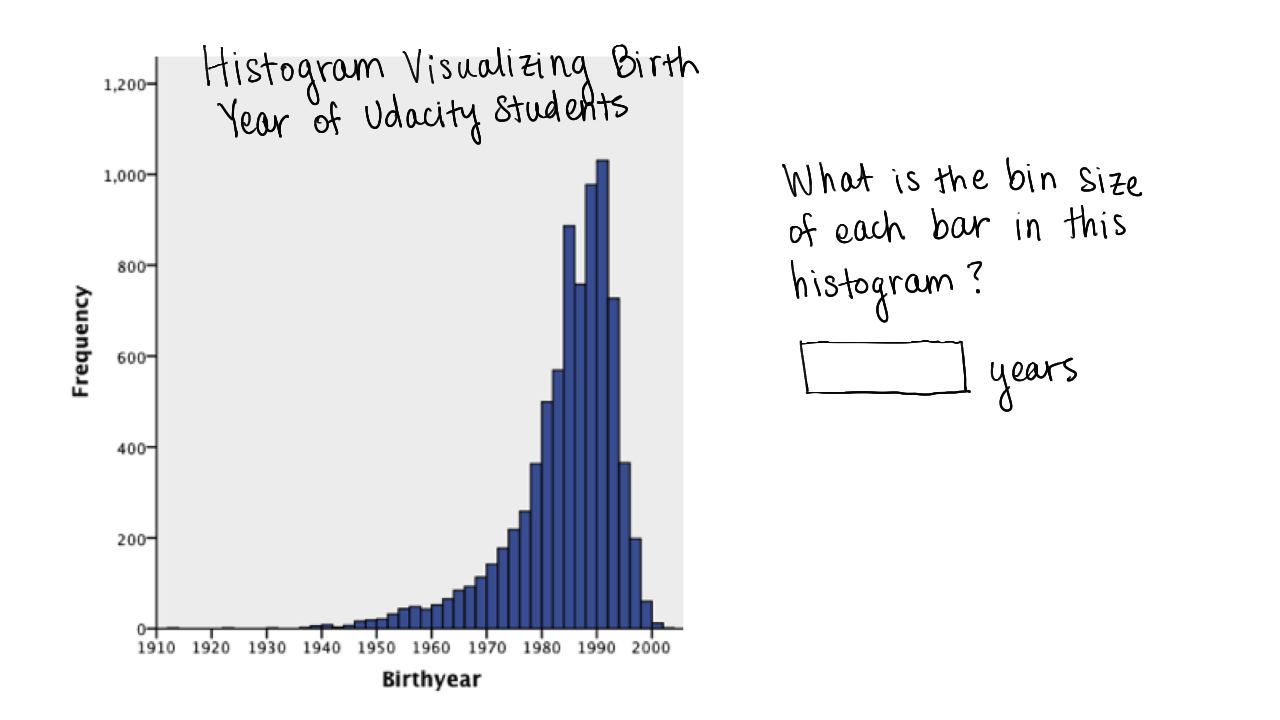 Histogram Visualizing Birth
Year of Udacity Students
1,200
1,000
800
600
400
200
0
Frequency
1910 1920 1930 1940 1950 1960 1970 1980 1990 2000
Birthyear
What is the bin size
of each bar in this
histogram?
years